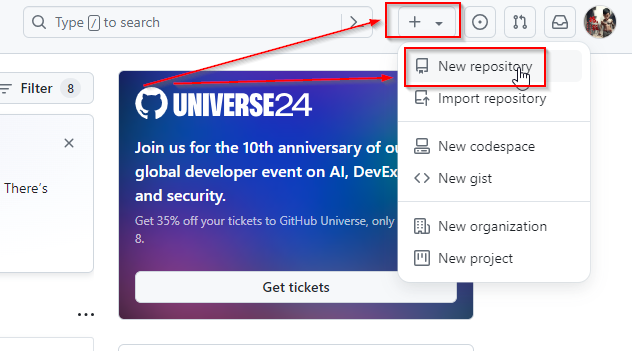 Type / to search
Filter 8
There's
UNIVERSE24
Join us for the 10th anniversary of
global developer event on AI, DevEx
and security.
Get 35% off your tickets to GitHub Universe, only
8.
Get tickets
New repository
Import repository
New codespace
New gist
New organization
New project